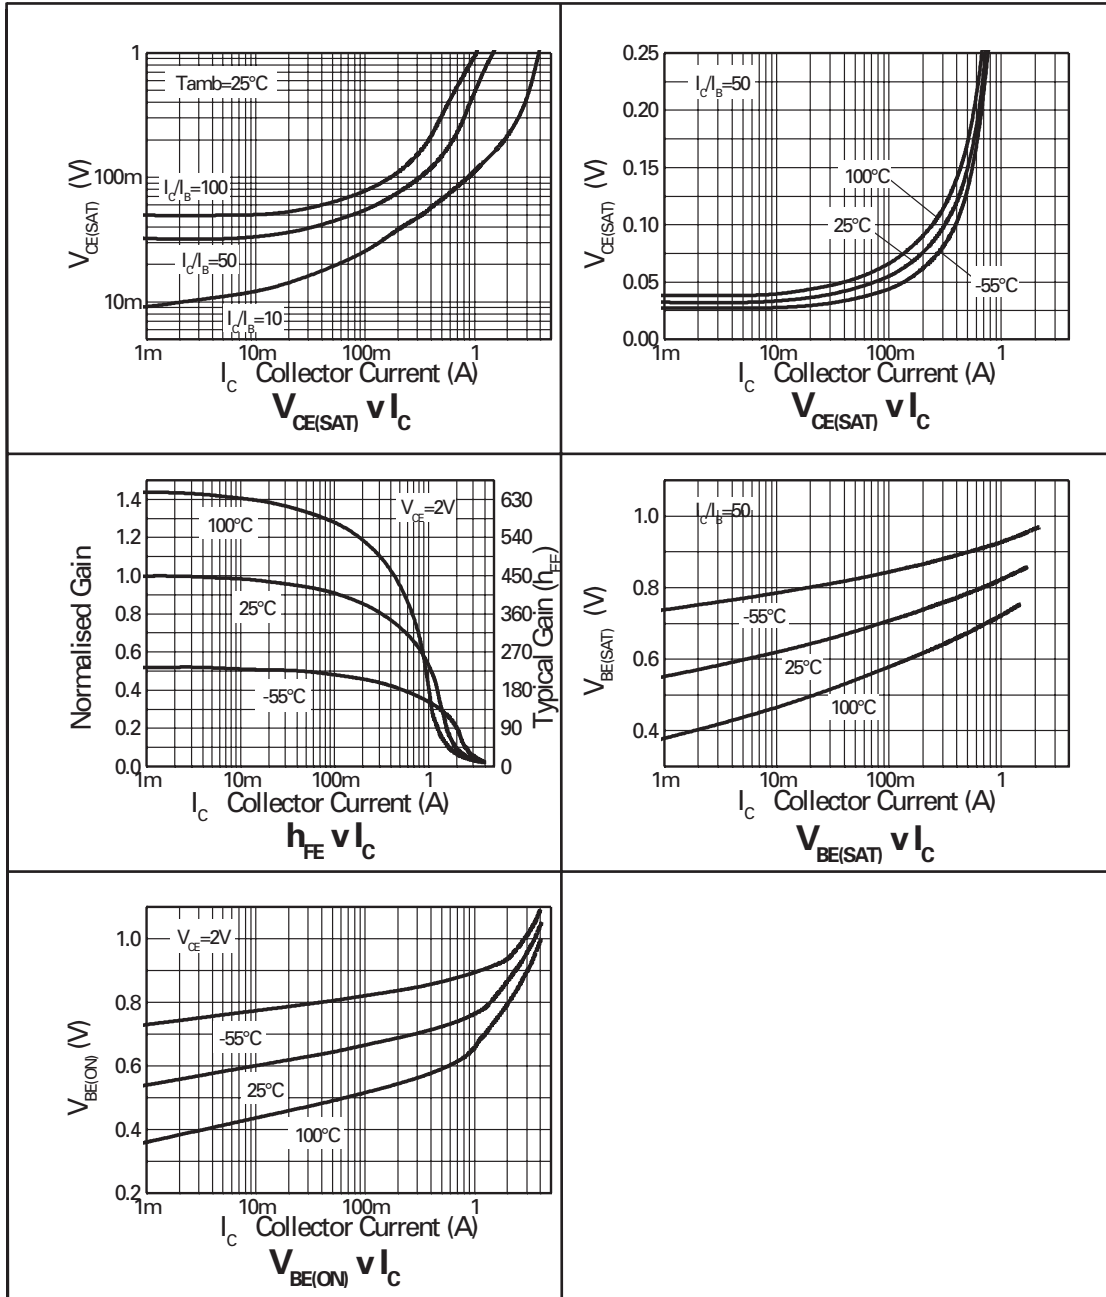 1
100m
10m
V_CE(SAT) (V)
Tamb=25°C
I_C/I_B=100
I_C/I_B=50
I_C/I_B=10
1m 10m 100m 1
I_C Collector Current (A)
V_CE(SAT) v I_C
0.25
0.20
0.15
0.10
0.05
0.00
V_CE(SAT) (V)
I_C/I_B=50
100°C
25°C
-55°C
1m 10m 100m 1
I_C Collector Current (A)
V_CE(SAT) v I_C
1.4
1.2
1.0
0.8
0.6
0.4
0.2
0.0
Normalised Gain
V_CE=2V
100°C
25°C
-55°C
630
540
450
360
270
180
90
0
Typical Gain (h_FE)
1m 10m 100m 1
I_C Collector Current (A)
h_FE v I_C
1.0
0.8
0.6
0.4
V_BE(SAT) (V)
I_C/I_B=50
-55°C
25°C
100°C
1m 10m 100m 1
I_C Collector Current (A)
V_BE(SAT) v I_C
1.0
0.8
0.6
0.4
0.2
V_BE(ON) (V)
V_CE=2V
-55°C
25°C
100°C
1m 10m 100m 1
I_C Collector Current (A)
V_BE(ON) v I_C